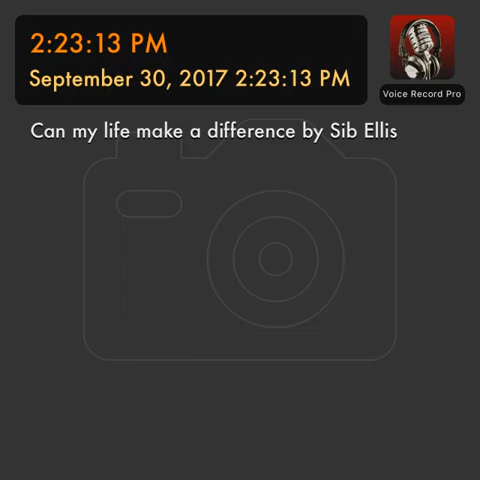 2:23:13 PM
September 30, 2017 2:23:13 PM
Voice Record Pro
Can my life make a difference by Sib Ellis